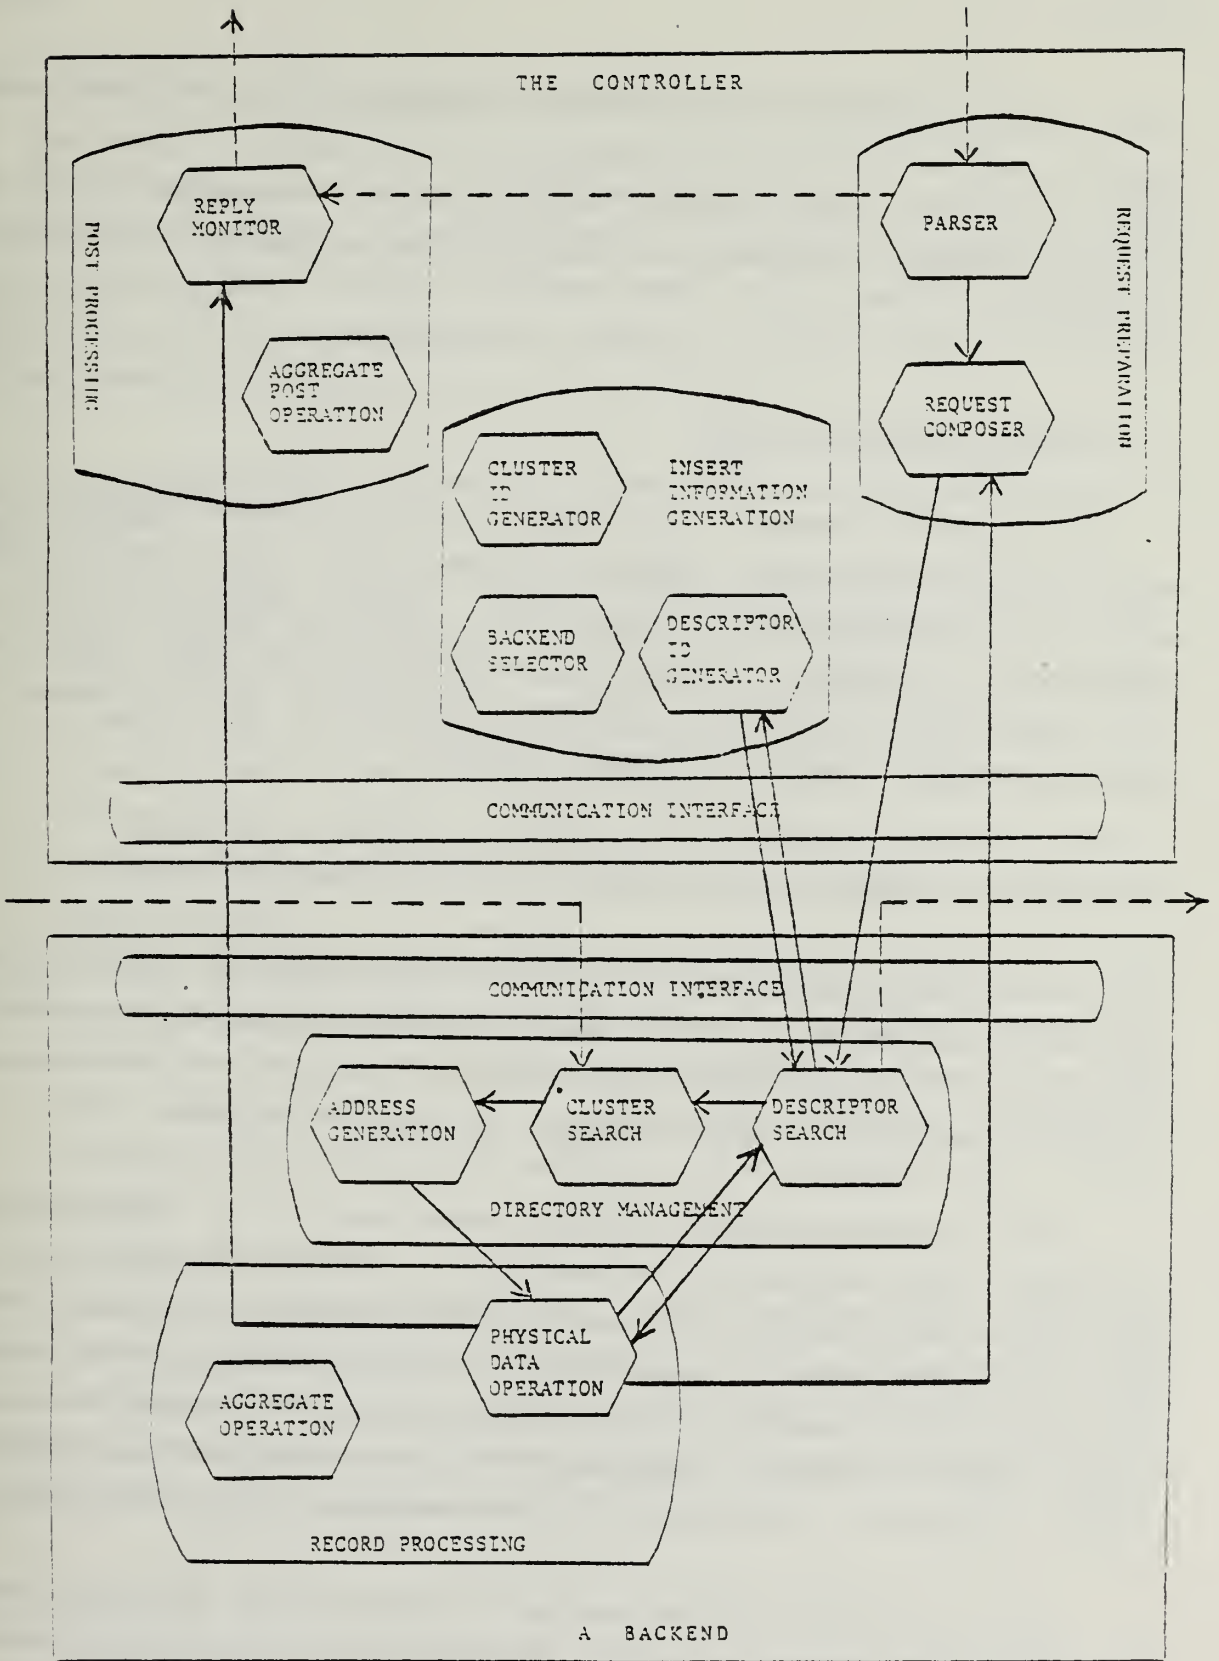 THE CONTROLLER
REPLY
MONITOR
POST PROCESSING
AGGREGATE
POST
OPERATION
PARSER
REQUEST PREPARATION
REQUEST
COMPOSER
CLUSTER
ID
GENERATOR
INSERT
INFORMATION
GENERATION
BACKEND
SELECTOR
DESCRIPTOR
ID
GENERATOR
COMMUNICATION INTERFACE
COMMUNICATION INTERFACE
ADDRESS
GENERATION
CLUSTER
SEARCH
DESCRIPTOR
SEARCH
DIRECTORY MANAGEMENT
PHYSICAL
DATA
OPERATION
AGGREGATE
OPERATION
RECORD PROCESSING
A BACKEND